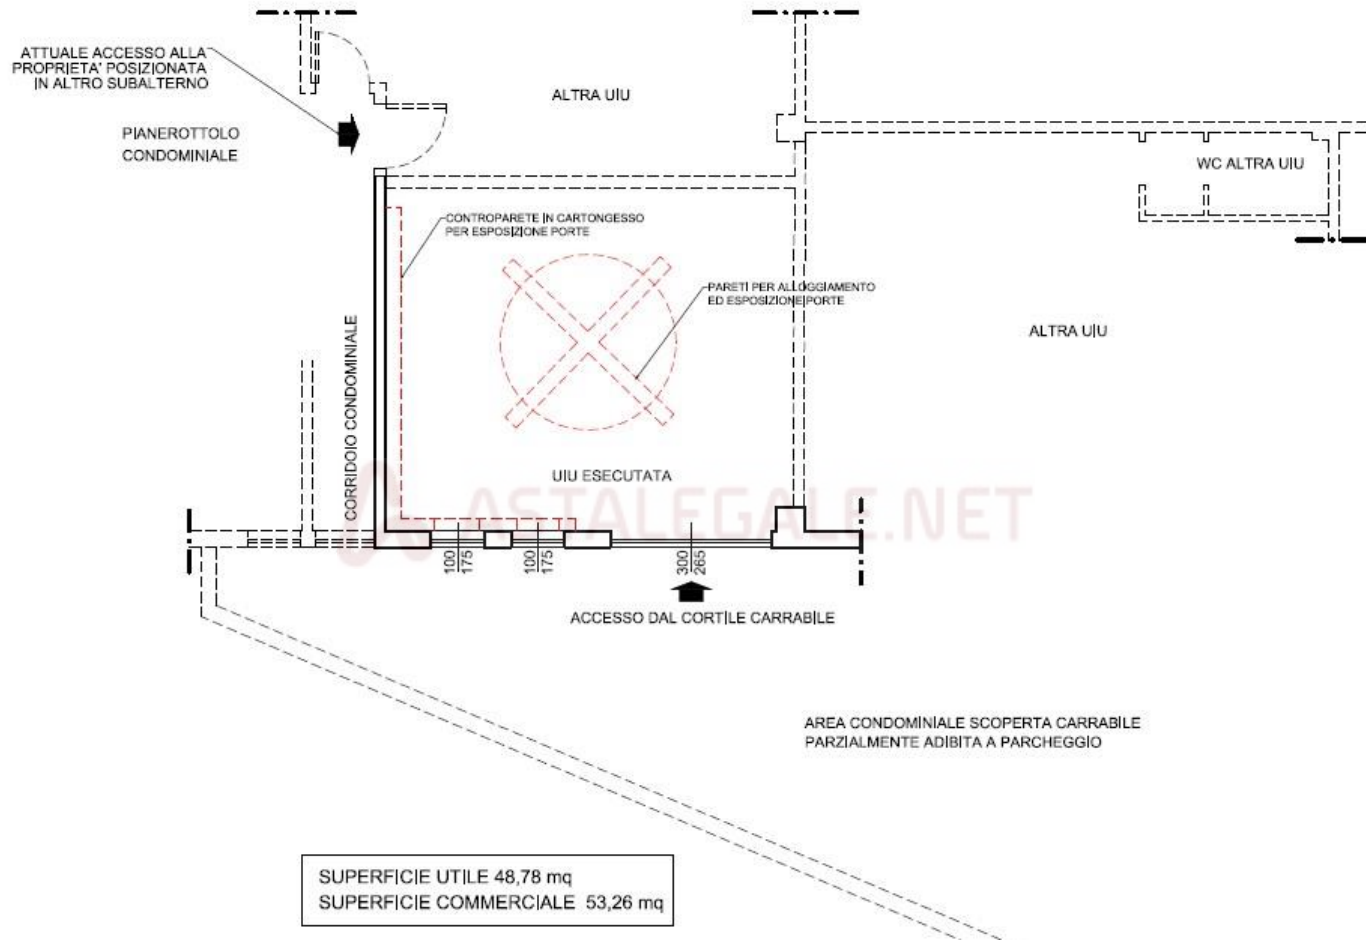 ATTUALE ACCESSO ALLA
PROPRIETA' POSIZIONATA
IN ALTRO SUBALTERNO
PIANEROTTOLO
CONDOMINIALE
ALTRA UIU
WC ALTRA UIU
CONTROPARETE IN CARTONGESSO
PER ESPOSIZIONE PORTE
PARETI PER ALLOGGIAMENTO
ED ESPOSIZIONE PORTE
ALTRA UIU
CORRIDOIO CONDOMINIALE
UIU ESECUTATA
ASTALEGALE.NET
100
175
100
175
300
265
ACCESSO DAL CORTILE CARRABILE
AREA CONDOMINIALE SCOPERTA CARRABILE
PARZIALMENTE ADIBITA A PARCHEGGIO
SUPERFICIE UTILE 48,78 mq
SUPERFICIE COMMERCIALE 53,26 mq